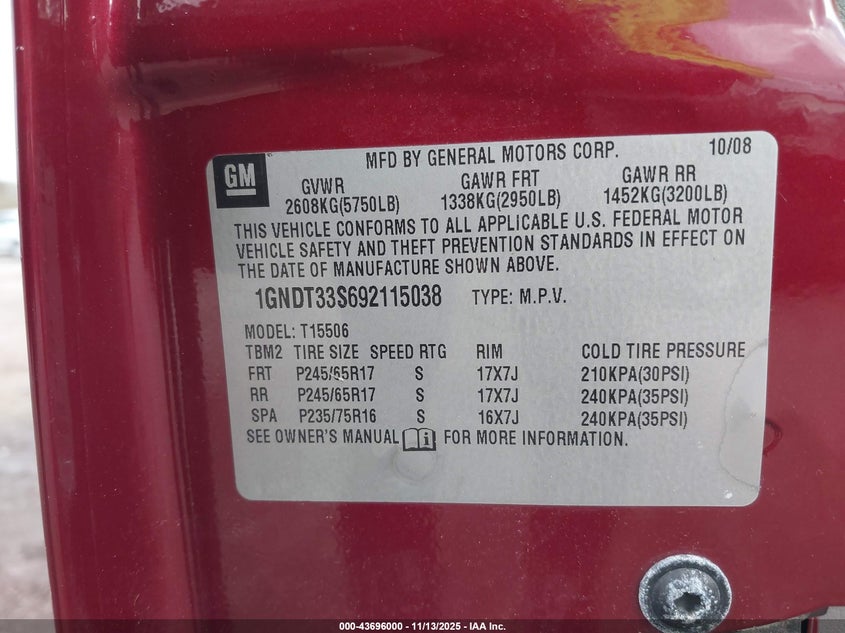 MFD BY GENERAL MOTORS CORP. 10/08
GM
GVWR GAWR FRT GAWR RR
2608KG(5750LB) 1338KG(2950LB) 1452KG(3200LB)
THIS VEHICLE CONFORMS TO ALL APPLICABLE U.S. FEDERAL MOTOR
VEHICLE SAFETY AND THEFT PREVENTION STANDARDS IN EFFECT ON
THE DATE OF MANUFACTURE SHOWN ABOVE.
1GNDT33S692115038 TYPE: M.P.V.
MODEL: T15506
TBM2 TIRE SIZE SPEED RTG RIM COLD TIRE PRESSURE
FRT P245/65R17 S 17X7J 210KPA(30PSI)
RR P245/65R17 S 17X7J 240KPA(35PSI)
SPA P235/75R16 S 16X7J 240KPA(35PSI)
SEE OWNER'S MANUAL i FOR MORE INFORMATION.
000-43696000 - 11/13/2025 - IAA Inc.